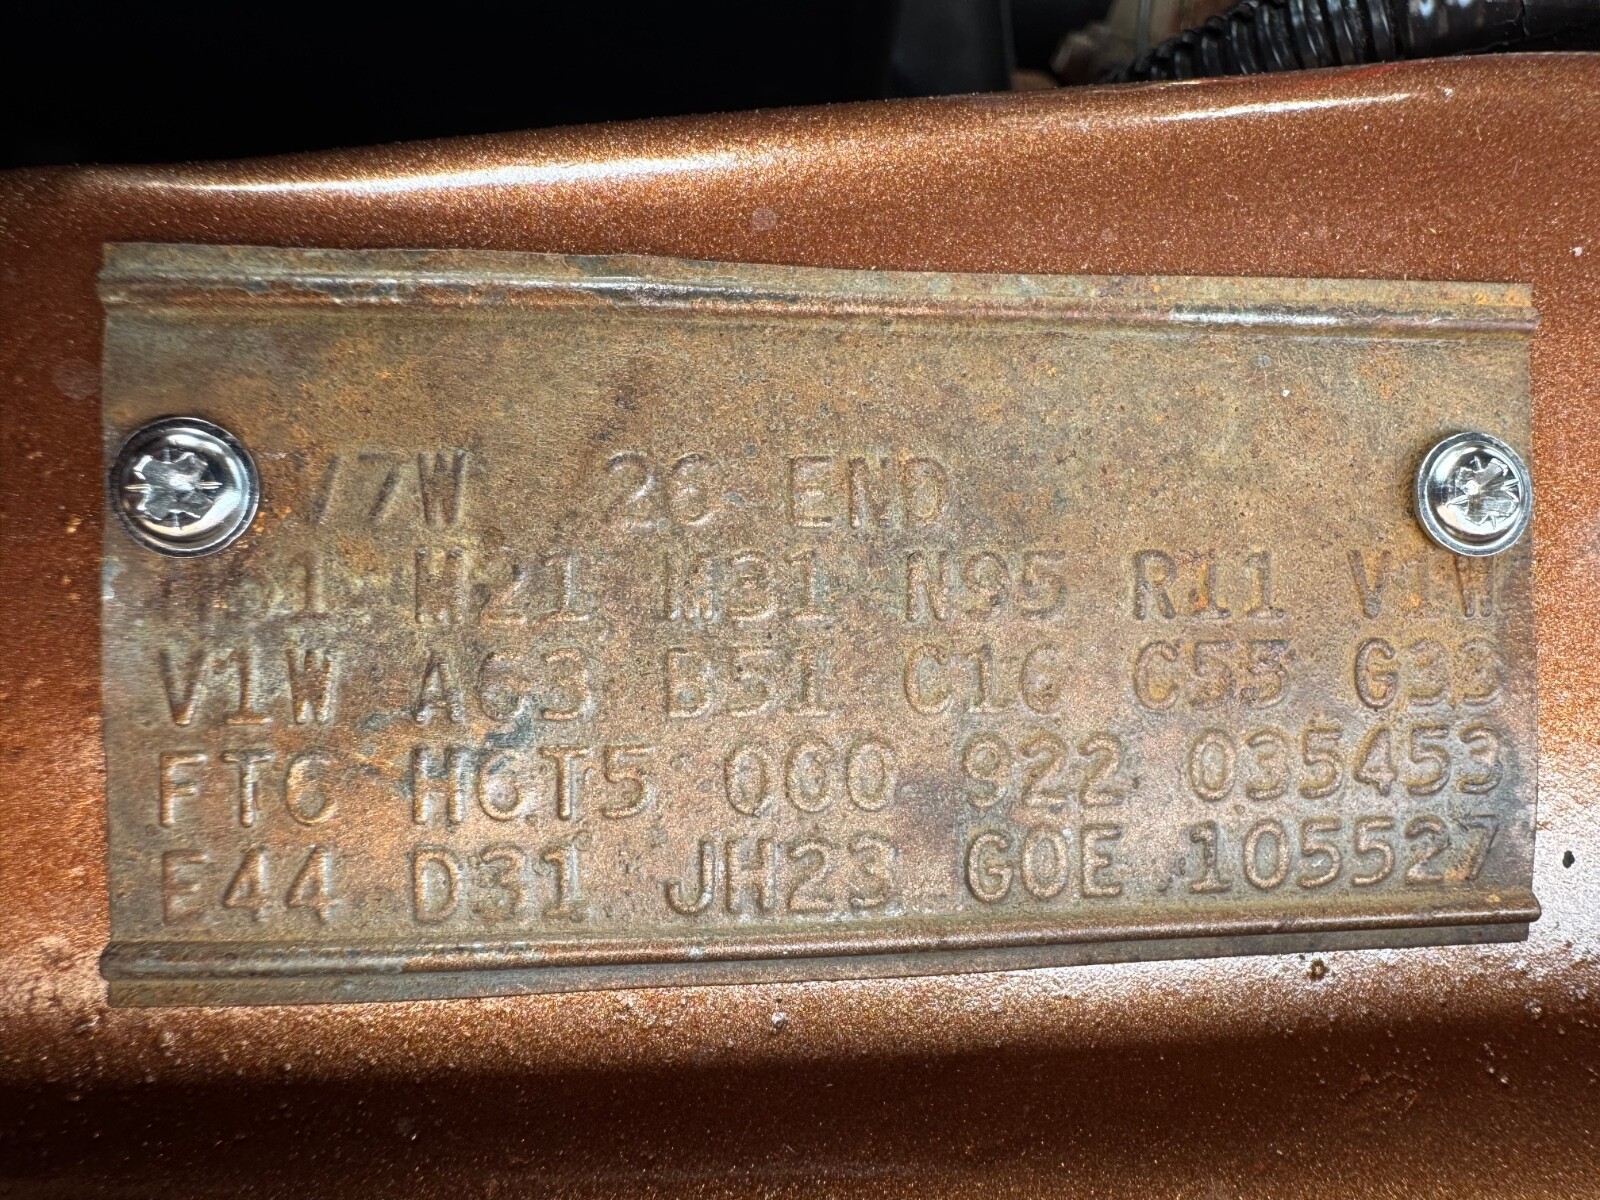 26 END
M21 M31 N95 R11 V1W
V1W A63 B51 C16 C55 G33
FT6 H6T5 000 922 035453
E44 D31 JH23 G0E 105527